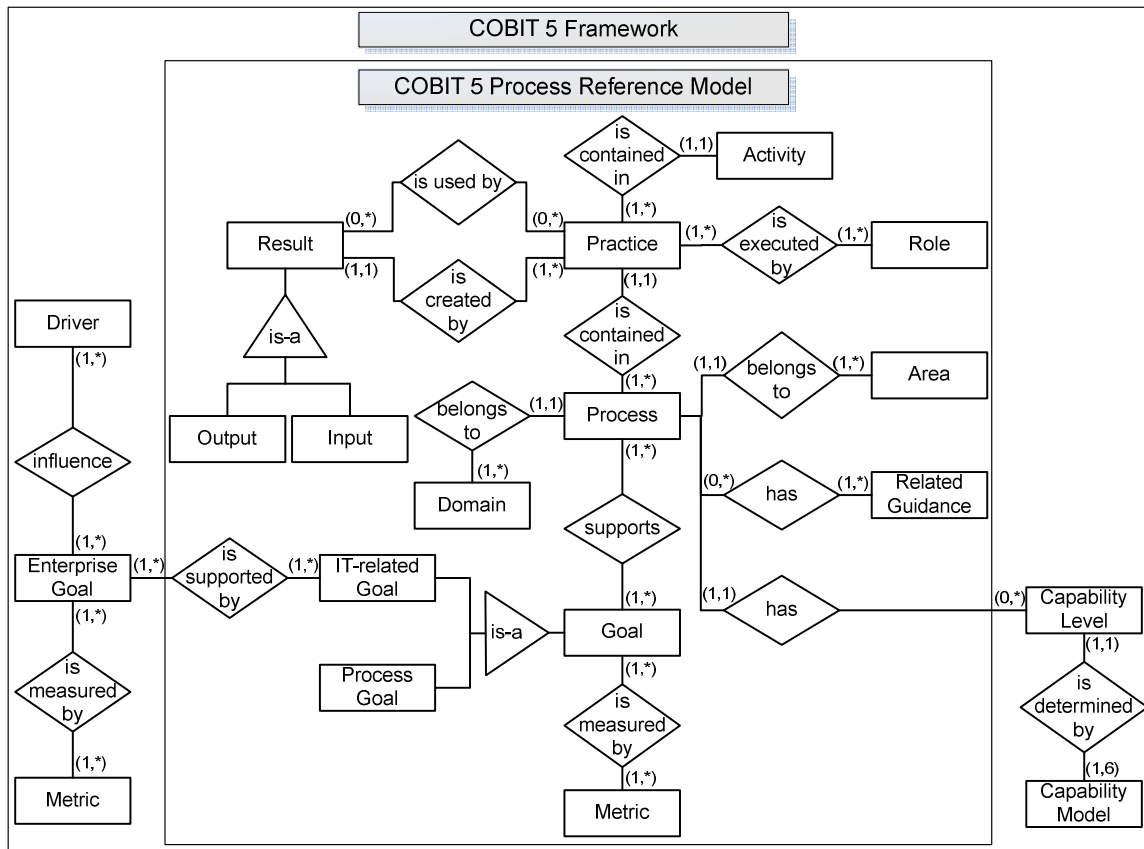 COBIT 5 Framework
COBIT 5 Process Reference Model
is
contained
in
(1,1)
Activity
(1,*)
is used by
(0,*)
(0,*)
Result
Practice
(1,*)
is
executed
by
(1,*)
Role
(1,1)
is
created
by
(1,*)
(1,1)
is-a
is
contained
in
(1,*)
Driver
(1,*)
Output
Input
belongs
to
(1,1)
Process
(1,1)
belongs
to
(1,*)
Area
(1,*)
Domain
(1,*)
(0,*)
has
(1,*)
Related
Guidance
influence
supports
(1,*)
Enterprise
Goal
(1,*)
is
supported
by
(1,*)
IT-related
Goal
(1,1)
has
(0,*)
Capability
Level
(1,*)
(1,*)
is-a
Goal
(1,1)
is
measured
by
Process
Goal
(1,*)
is
measured
by
is
determined
by
(1,*)
Metric
(1,*)
Metric
(1,6)
Capability
Model